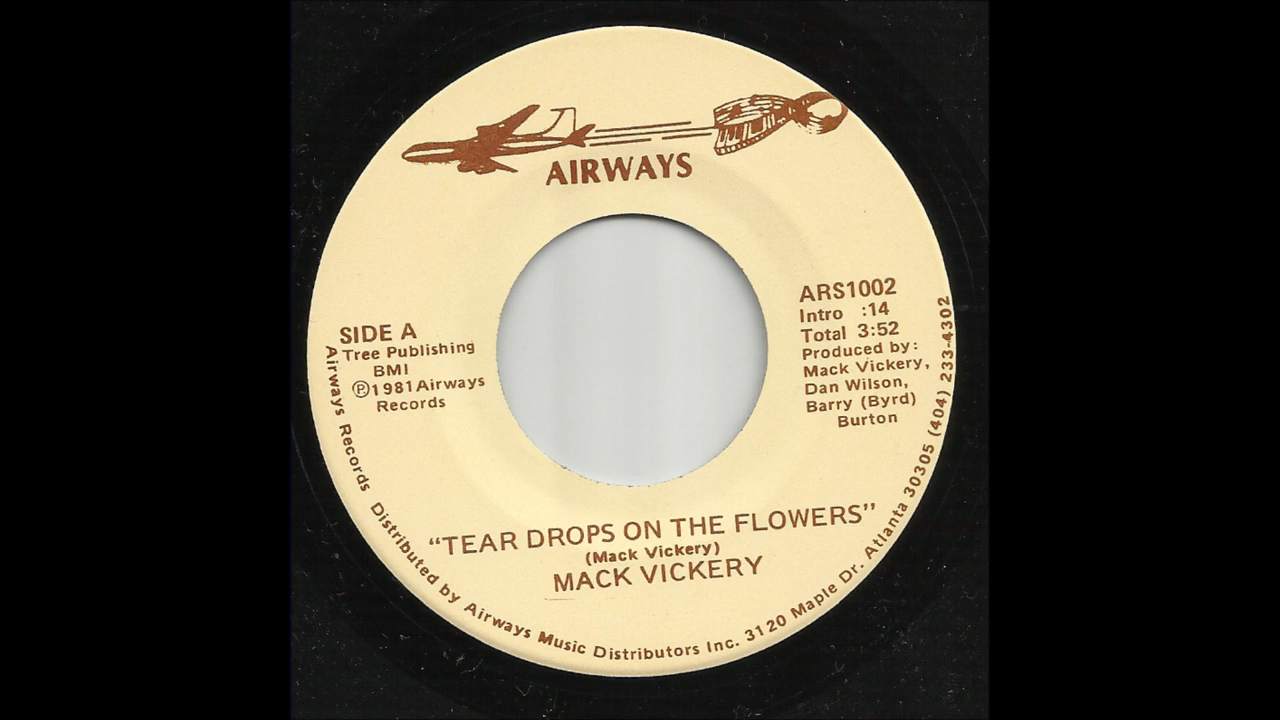 AIRWAYS
SIDE A
Tree Publishing
BMI
Ⓟ1981 Airways
Records
ARS1002
Intro :14
Total 3:52
Produced by:
Mack Vickery,
Dan Wilson,
Barry (Byrd)
Burton
"TEAR DROPS ON THE FLOWERS"
(Mack Vickery)
MACK VICKERY
Airways Records Distributed by Airways Music Distributors Inc. 3120 Maple Dr. Atlanta 30305 (404) 233-4302